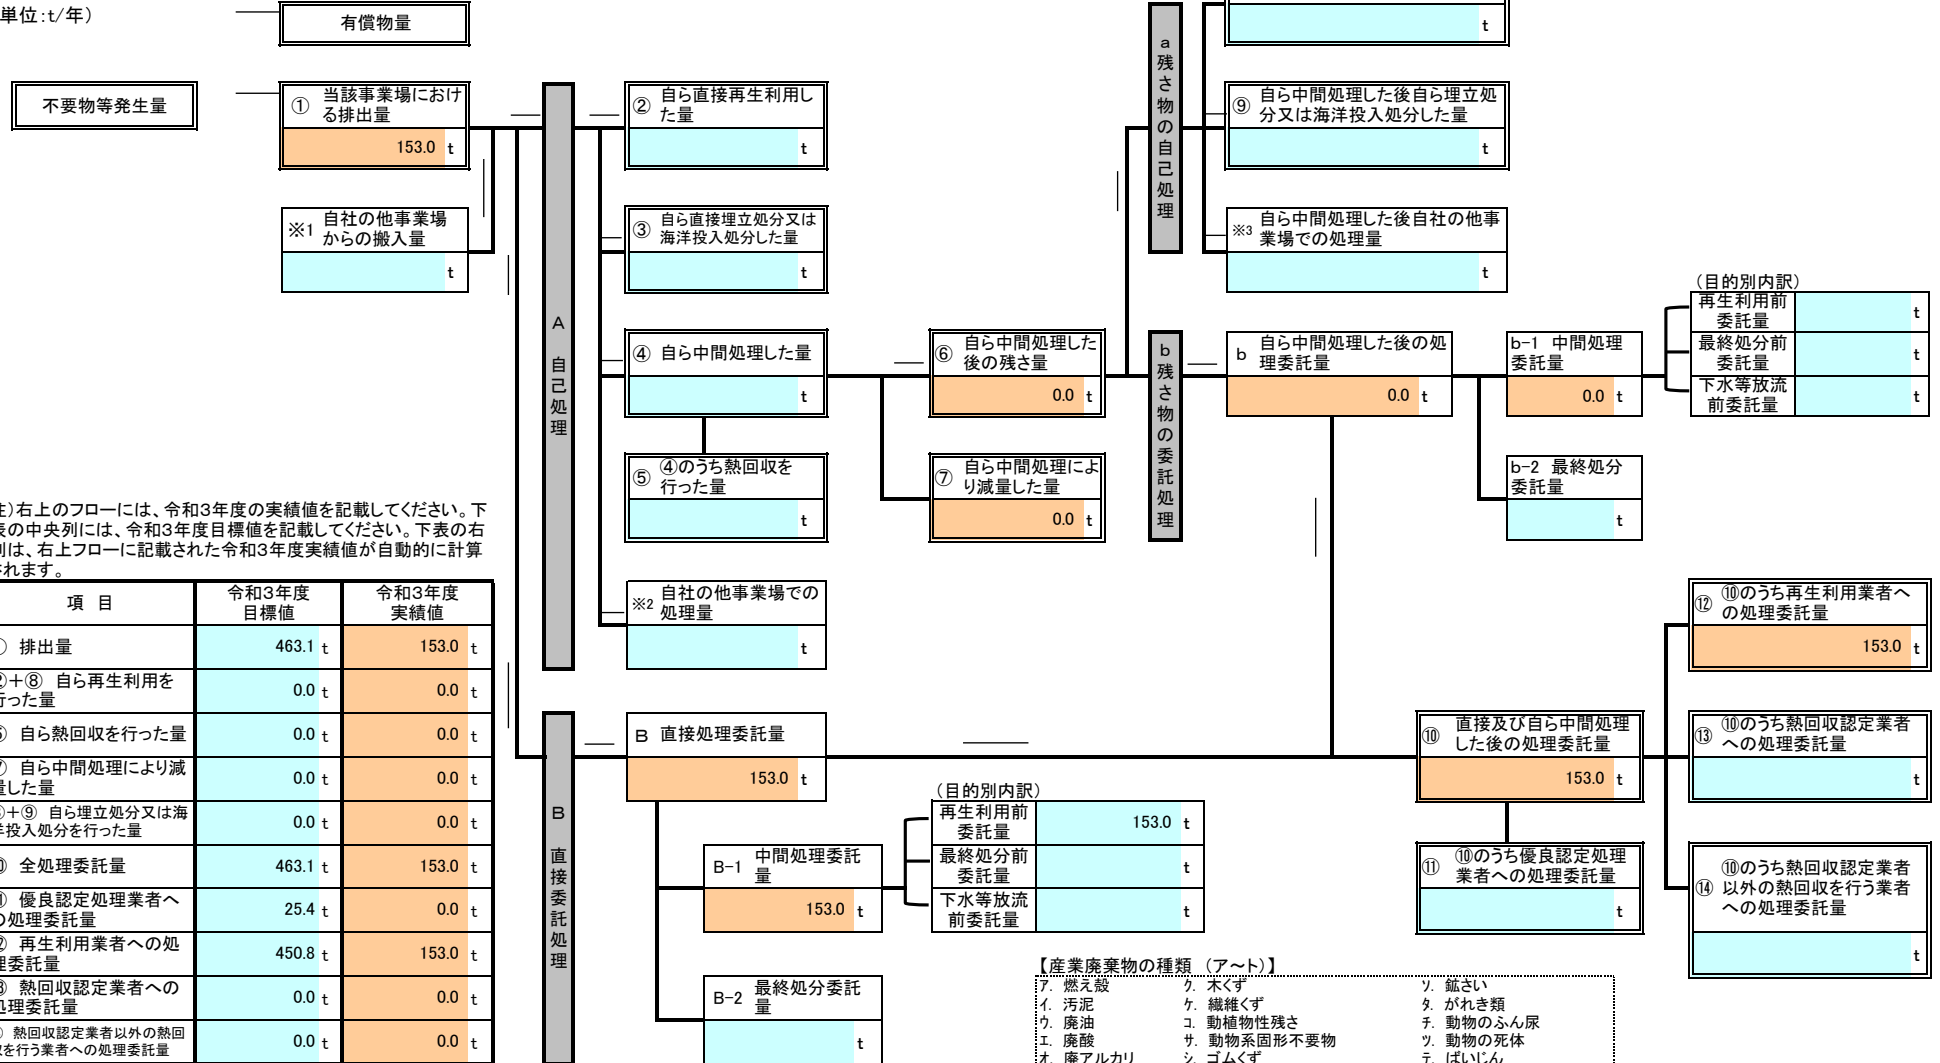 単位:t/年)
有償物量
不要物等発生量
① 当該事業場におけ
る排出量
153.0 t
※1 自社の他事業場
からの搬入量
t
A 自己処理
② 自ら直接再生利用し
た量
t
③ 自ら直接埋立処分又は
海洋投入処分した量
t
④ 自ら中間処理した量
t
⑤ ④のうち熱回収を
行った量
t
※2 自社の他事業場での
処理量
t
⑥ 自ら中間処理した
後の残さ量
0.0 t
⑦ 自ら中間処理によ
り減量した量
0.0 t
a 残さ物の自己処理
t
⑨ 自ら中間処理した後自ら埋立処
分又は海洋投入処分した量
t
※3 自ら中間処理した後自社の他事
業場での処理量
t
b 残さ物の委託処理
b 自ら中間処理した後の処
理委託量
0.0 t
b-1 中間処理
委託量
0.0 t
b-2 最終処分
委託量
t
(目的別内訳)
再生利用前
委託量
t
最終処分前
委託量
t
下水等放流
前委託量
t
)右上のフローには、令和3年度の実績値を記載してください。下
の中央列には、令和3年度目標値を記載してください。下表の右
は、右上フローに記載された令和3年度実績値が自動的に計算
れます。
項 目 令和3年度
目標値 令和3年度
実績値
排出量 463.1 t 153.0 t
+⑧ 自ら再生利用を
行った量 0.0 t 0.0 t
自ら熱回収を行った量 0.0 t 0.0 t
自ら中間処理により減
量した量 0.0 t 0.0 t
+⑨ 自ら埋立処分又は海
洋投入処分を行った量 0.0 t 0.0 t
全処理委託量 463.1 t 153.0 t
優良認定処理業者へ
の処理委託量 25.4 t 0.0 t
再生利用業者への処
理委託量 450.8 t 153.0 t
熱回収認定業者への
処理委託量 0.0 t 0.0 t
熱回収認定業者以外の熱回
収を行う業者への処理委託量 0.0 t 0.0 t
B 直接委託処理
B 直接処理委託量
153.0 t
B-1 中間処理委託
量
153.0 t
B-2 最終処分委託
量
t
(目的別内訳)
再生利用前
委託量
153.0 t
最終処分前
委託量
t
下水等放流
前委託量
t
⑩ 直接及び自ら中間処理
した後の処理委託量
153.0 t
⑪ ⑩のうち優良認定処理
業者への処理委託量
t
⑫ ⑩のうち再生利用業者へ
の処理委託量
153.0 t
⑬ ⑩のうち熱回収認定業者
への処理委託量
t
⑭ ⑩のうち熱回収認定業者
以外の熱回収を行う業者
への処理委託量
t
【産業廃棄物の種類 (ア～ト)】
ア. 燃え殻 ク. 木くず ソ. 鉱さい
イ. 汚泥 ケ. 繊維くず タ. がれき類
ウ. 廃油 コ. 動植物性残さ チ. 動物のふん尿
エ. 廃酸 サ. 動物系固形不要物 ツ. 動物の死体
オ. 廃アルカリ シ. ゴムくず テ. ばいじん